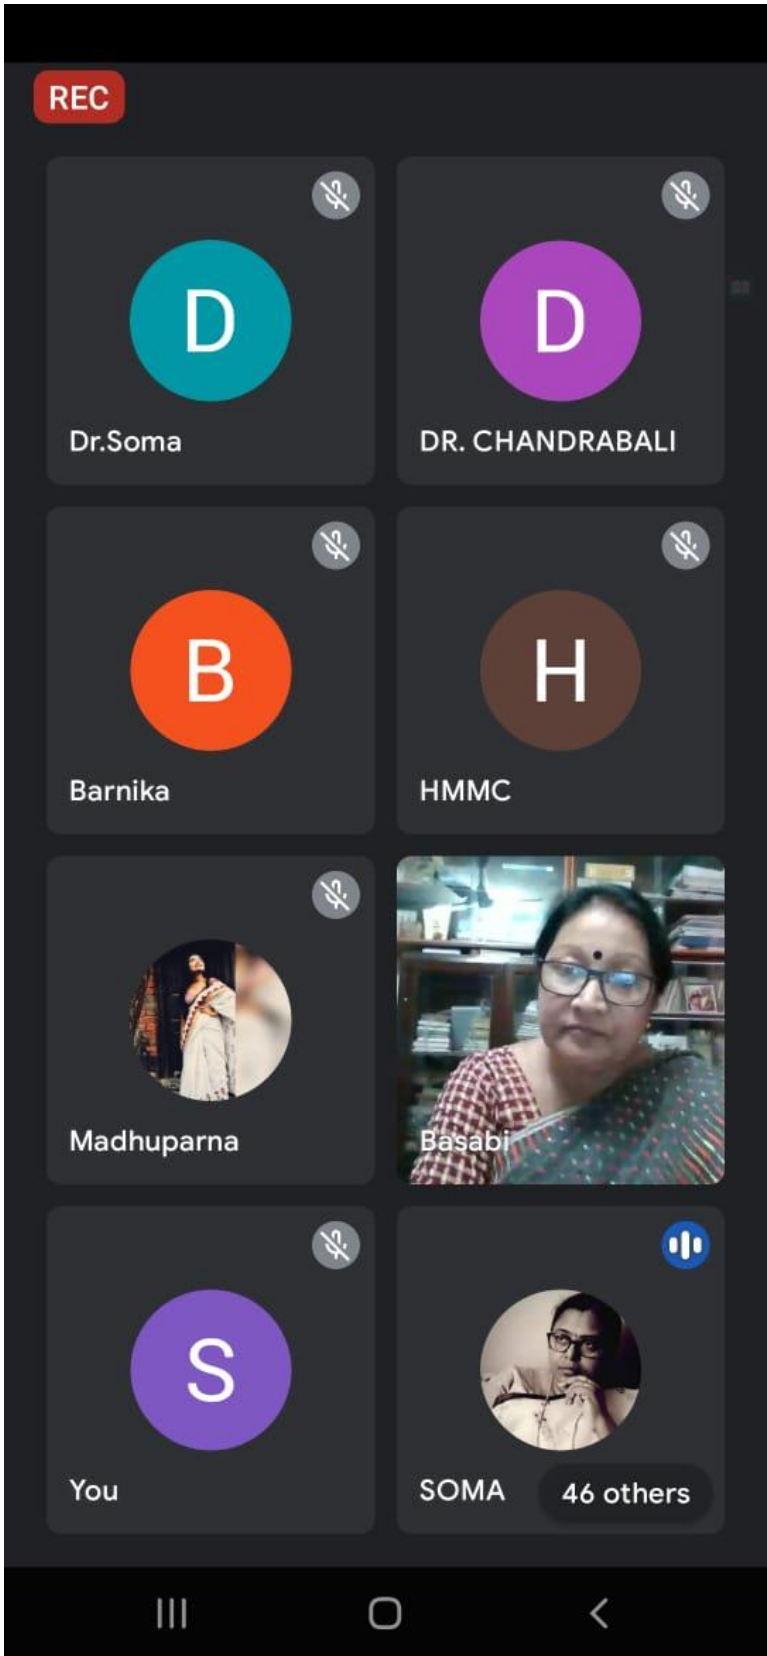 REC
D
Dr.Soma
D
DR. CHANDRABALI
B
Barnika
H
HMMC
Madhuparna
Basabi
S
You
SOMA
46 others